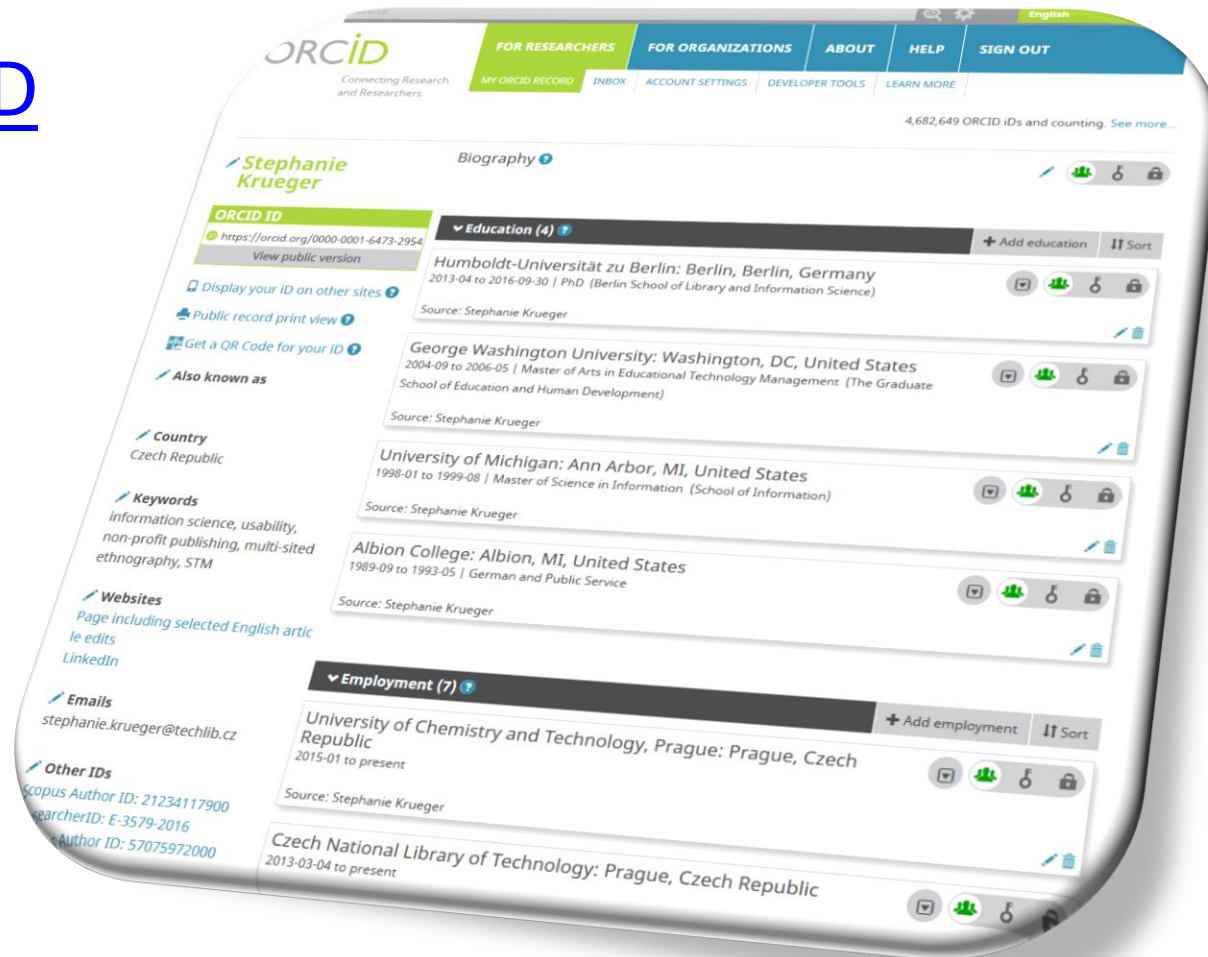 D
search
English
ORCiD
Connecting Research
and Researchers
FOR RESEARCHERS
FOR ORGANIZATIONS
ABOUT
HELP
SIGN OUT
MY ORCID RECORD
INBOX
ACCOUNT SETTINGS
DEVELOPER TOOLS
LEARN MORE
4,682,649 ORCID iDs and counting. See more...
Stephanie
Krueger
ORCID ID
https://orcid.org/0000-0001-6473-2954
View public version
Display your iD on other sites
Public record print view
Get a QR Code for your iD
Also known as
Country
Czech Republic
Keywords
information science, usability,
non-profit publishing, multi-sited
ethnography, STM
Websites
Page including selected English artic
le edits
LinkedIn
Emails
stephanie.krueger@techlib.cz
Other IDs
Scopus Author ID: 21234117900
ResearcherID: E-3579-2016
Author ID: 57075972000
Biography
Education (4)
Add education
Sort
Humboldt-Universität zu Berlin: Berlin, Berlin, Germany
2013-04 to 2016-09-30 | PhD (Berlin School of Library and Information Science)
Source: Stephanie Krueger
George Washington University: Washington, DC, United States
2004-09 to 2006-05 | Master of Arts in Educational Technology Management (The Graduate
School of Education and Human Development)
Source: Stephanie Krueger
University of Michigan: Ann Arbor, MI, United States
1998-01 to 1999-08 | Master of Science in Information (School of Information)
Source: Stephanie Krueger
Albion College: Albion, MI, United States
1989-09 to 1993-05 | German and Public Service
Source: Stephanie Krueger
Employment (7)
Add employment
Sort
University of Chemistry and Technology, Prague: Prague, Czech
Republic
2015-01 to present
Source: Stephanie Krueger
Czech National Library of Technology: Prague, Czech Republic
2013-03-04 to present